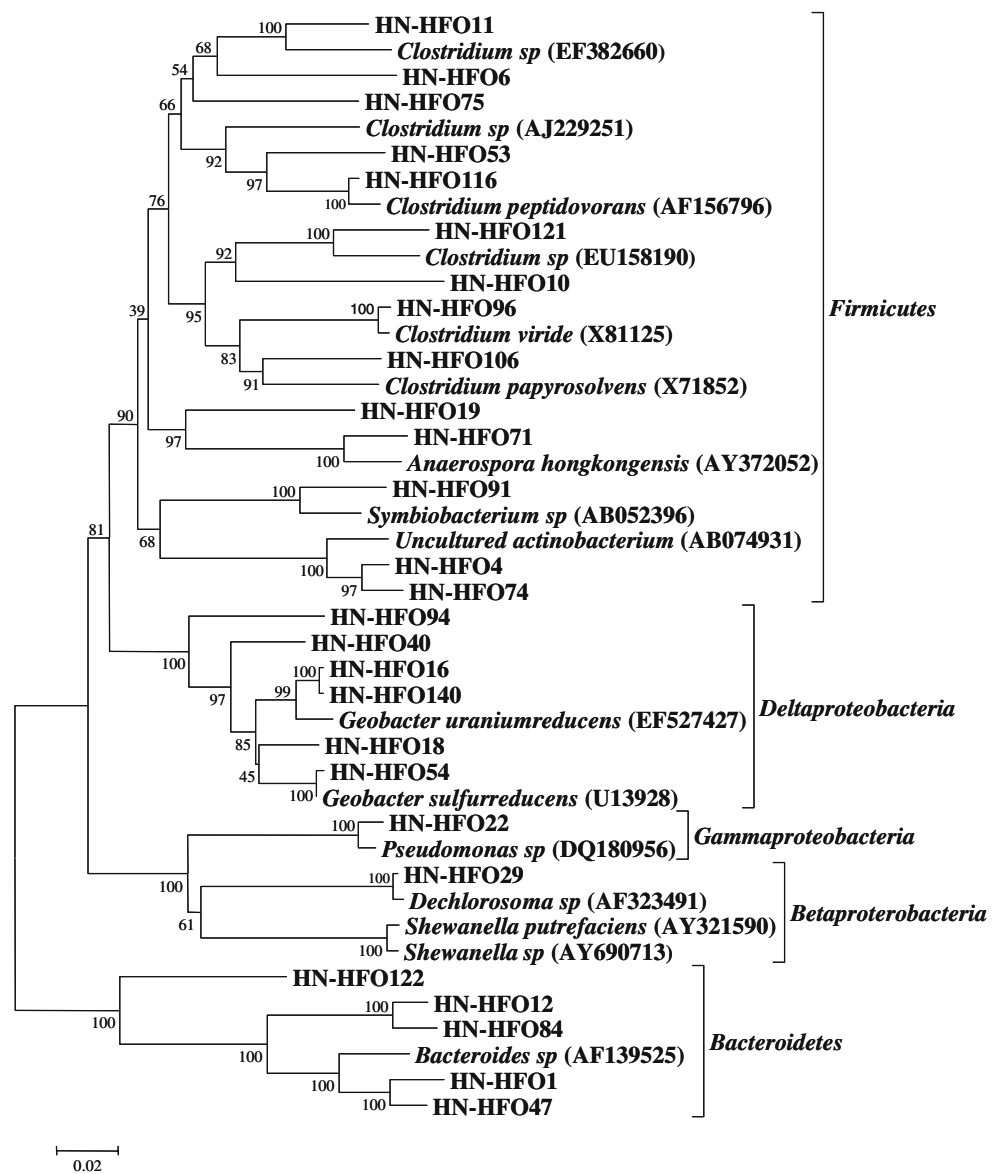 HN-HFO11
100
Clostridium sp (EF382660)
68
HN-HFO6
54
HN-HFO75
66
Clostridium sp (AJ229251)
92
HN-HFO53
97
HN-HFO116
100
Clostridium peptidovorans (AF156796)
76
HN-HFO121
100
Clostridium sp (EU158190)
92
HN-HFO10
95
HN-HFO96
100
Clostridium viride (X81125)
83
HN-HFO106
91
Clostridium papyrosolvens (X71852)
Firmicutes
39
HN-HFO19
90
97
HN-HFO71
100
Anaerospora hongkongensis (AY372052)
HN-HFO91
100
Symbiobacterium sp (AB052396)
81
68
Uncultured actinobacterium (AB074931)
100
HN-HFO4
97
HN-HFO74
HN-HFO94
100
HN-HFO40
97
HN-HFO16
100
HN-HFO140
99
Geobacter uraniumreducens (EF527427)
Deltaproteobacteria
85
HN-HFO18
45
HN-HFO54
100
Geobacter sulfurreducens (U13928)
HN-HFO22
100
Pseudomonas sp (DQ180956)
Gammaproteobacteria
100
HN-HFO29
100
Dechlorosoma sp (AF323491)
61
Shewanella putrefaciens (AY321590)
100
Shewanella sp (AY690713)
Betaproterobacteria
HN-HFO122
100
HN-HFO12
100
HN-HFO84
100
Bacteroides sp (AF139525)
100
HN-HFO1
100
HN-HFO47
Bacteroidetes
0.02